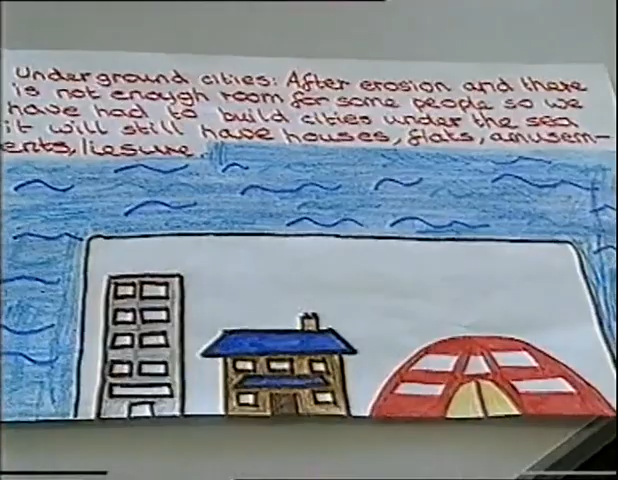 Underground cities: After erosion and there
is not enough room for some people so we
have had to build cities under the sea
it will still have houses, flats, amusem-
ents, liesure.